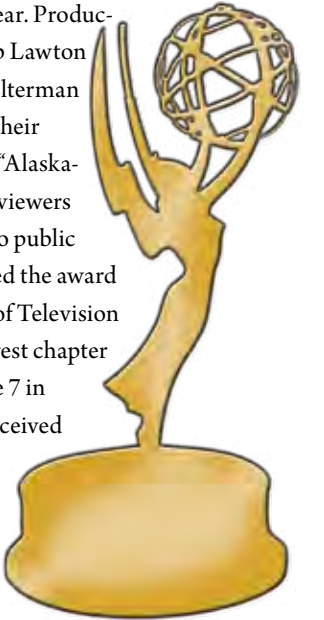 ear. Produc-
Lawton
lterman
heir
“Alaska-
viewers
o public
ed the award
of Television
est chapter
e 7 in
ceived